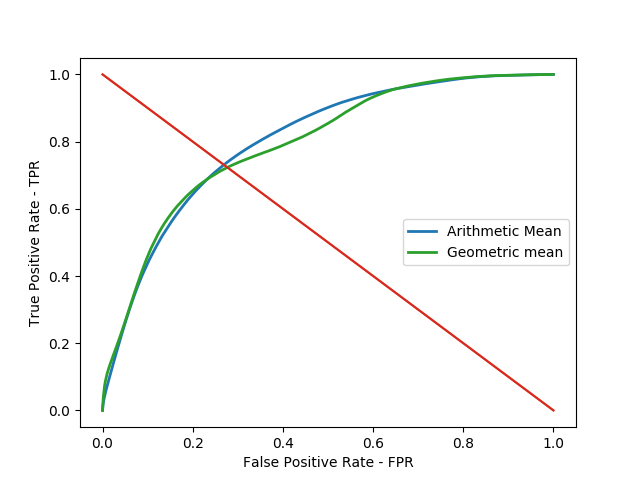 1.0
0.8
0.6
0.4
0.2
0.0
True Positive Rate - TPR
Arithmetic Mean
Geometric mean
0.0 0.2 0.4 0.6 0.8 1.0
False Positive Rate - FPR